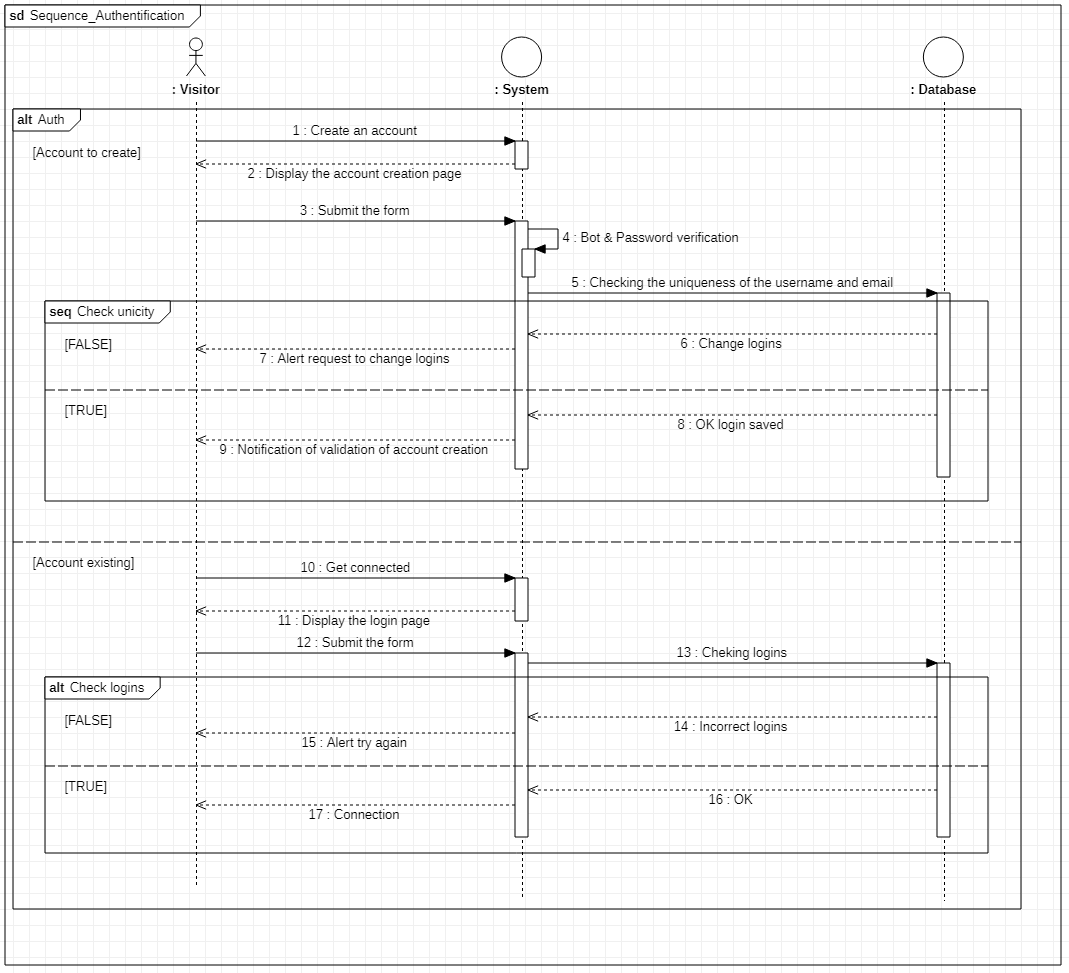 sd Sequence_Authentification
: Visitor
: System
: Database
alt Auth
1 : Create an account
[Account to create]
2 : Display the account creation page
3 : Submit the form
4 : Bot & Password verification
5 : Checking the uniqueness of the username and email
seq Check unicity
[FALSE]
6 : Change logins
7 : Alert request to change logins
[TRUE]
8 : OK login saved
9 : Notification of validation of account creation
[Account existing]
10 : Get connected
11 : Display the login page
12 : Submit the form
13 : Cheking logins
alt Check logins
[FALSE]
14 : Incorrect logins
15 : Alert try again
[TRUE]
16 : OK
17 : Connection